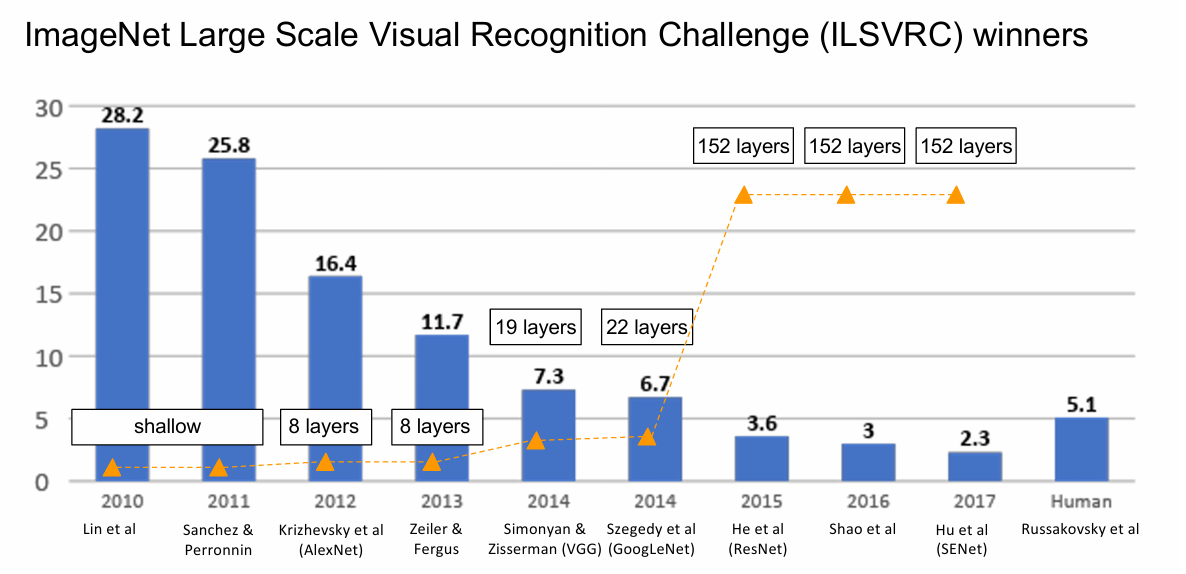 ImageNet Large Scale Visual Recognition Challenge (ILSVRC) winners
30
25
20
15
10
5
0
28.2
25.8
16.4
11.7
7.3
6.7
3.6
3
2.3
5.1
shallow
8 layers
8 layers
19 layers
22 layers
152 layers
152 layers
152 layers
2010
2011
2012
2013
2014
2014
2015
2016
2017
Human
Lin et al
Sanchez &
Perronnin
Krizhevsky et al
(AlexNet)
Zeiler &
Fergus
Simonyan &
Zisserman (VGG)
Szegedy et al
(GoogLeNet)
He et al
(ResNet)
Shao et al
Hu et al
(SENet)
Russakovsky et al